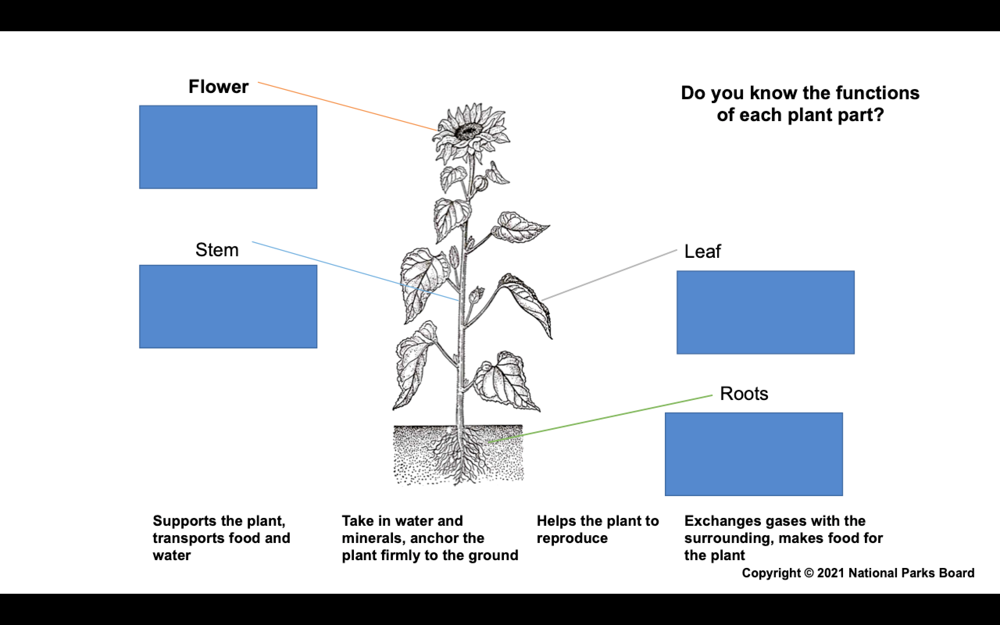 Flower
Do you know the functions
of each plant part?
Stem
Leaf
Roots
Supports the plant,
transports food and
water
Take in water and
minerals, anchor the
plant firmly to the ground
Helps the plant to
reproduce
Exchanges gases with the
surrounding, makes food for
the plant
Copyright © 2021 National Parks Board